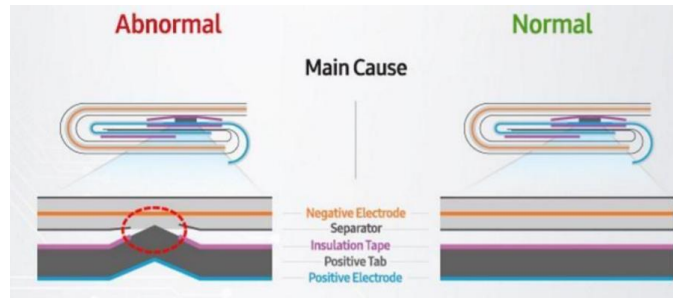 Abnormal
Normal
Main Cause
Negative Electrode
Separator
Insulation Tape
Positive Tab
Positive Electrode